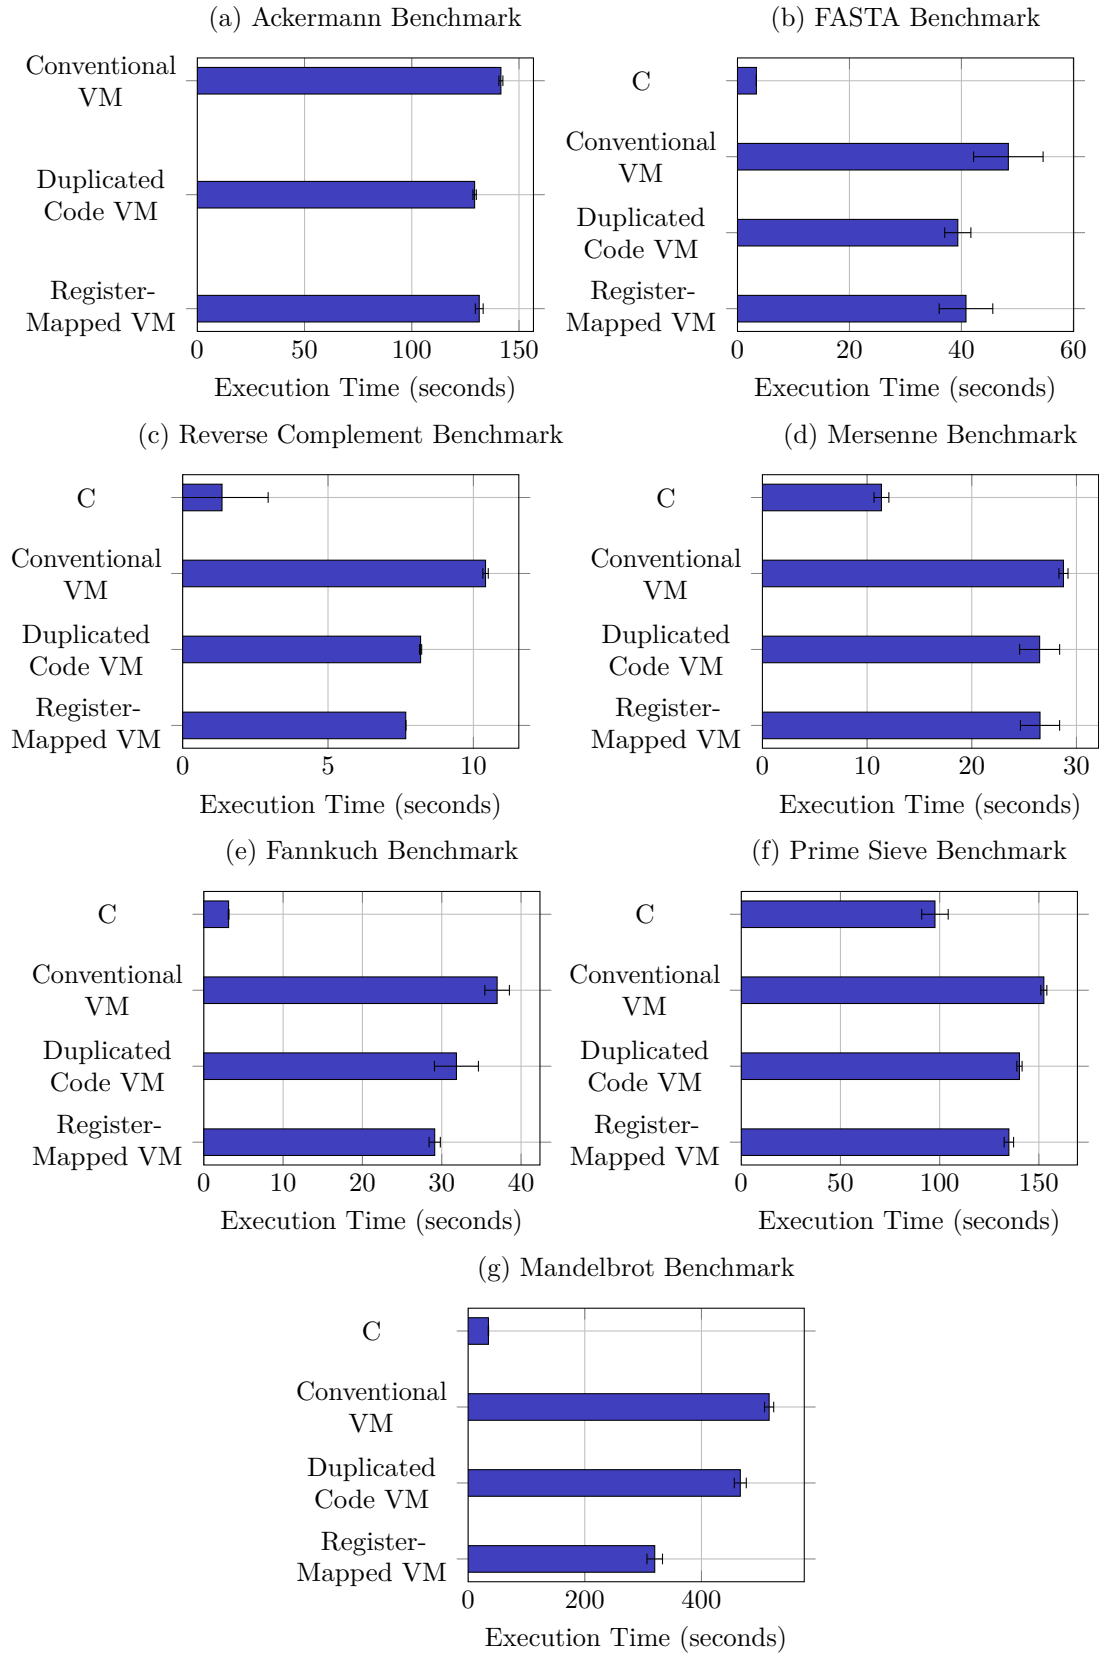 (a) Ackermann Benchmark
Conventional
VM
Duplicated
Code VM
Register-
Mapped VM
0 50 100 150
Execution Time (seconds)
(b) FASTA Benchmark
C
Conventional
VM
Duplicated
Code VM
Register-
Mapped VM
0 20 40 60
Execution Time (seconds)
(c) Reverse Complement Benchmark
C
Conventional
VM
Duplicated
Code VM
Register-
Mapped VM
0 5 10
Execution Time (seconds)
(d) Mersenne Benchmark
C
Conventional
VM
Duplicated
Code VM
Register-
Mapped VM
0 10 20 30
Execution Time (seconds)
(e) Fannkuch Benchmark
C
Conventional
VM
Duplicated
Code VM
Register-
Mapped VM
0 10 20 30 40
Execution Time (seconds)
(f) Prime Sieve Benchmark
C
Conventional
VM
Duplicated
Code VM
Register-
Mapped VM
0 50 100 150
Execution Time (seconds)
(g) Mandelbrot Benchmark
C
Conventional
VM
Duplicated
Code VM
Register-
Mapped VM
0 200 400
Execution Time (seconds)